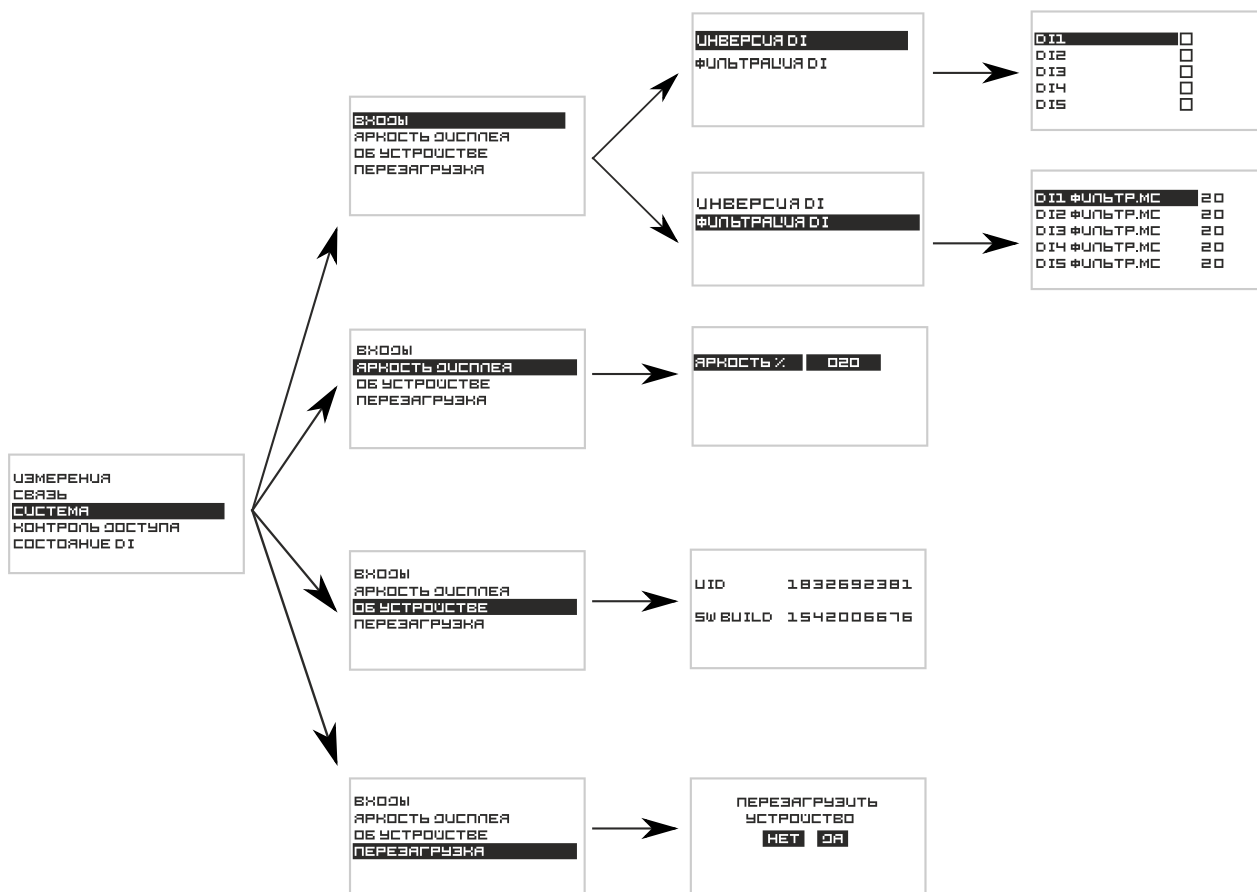 ИЗМЕРЕНИЯ
СВЯЗЬ
СИСТЕМА
КОНТРОЛЬ ДОСТУПА
СОСТОЯНИЕ DI
ВХОДЫ
ЯРКОСТЬ ДИСПЛЕЯ
ОБ УСТРОЙСТВЕ
ПЕРЕЗАГРУЗКА
ИНВЕРСИЯ DI
ФИЛЬТРАЦИЯ DI
DI1
DI2
DI3
DI4
DI5
ИНВЕРСИЯ DI
ФИЛЬТРАЦИЯ DI
DI1 ФИЛЬТР.МС 20
DI2 ФИЛЬТР.МС 20
DI3 ФИЛЬТР.МС 20
DI4 ФИЛЬТР.МС 20
DI5 ФИЛЬТР.МС 20
ВХОДЫ
ЯРКОСТЬ ДИСПЛЕЯ
ОБ УСТРОЙСТВЕ
ПЕРЕЗАГРУЗКА
ЯРКОСТЬ % 020
ВХОДЫ
ЯРКОСТЬ ДИСПЛЕЯ
ОБ УСТРОЙСТВЕ
ПЕРЕЗАГРУЗКА
UID 1832692381
SW BUILD 1542006676
ВХОДЫ
ЯРКОСТЬ ДИСПЛЕЯ
ОБ УСТРОЙСТВЕ
ПЕРЕЗАГРУЗКА
ПЕРЕЗАГРУЗИТЬ
УСТРОЙСТВО
НЕТ ДА